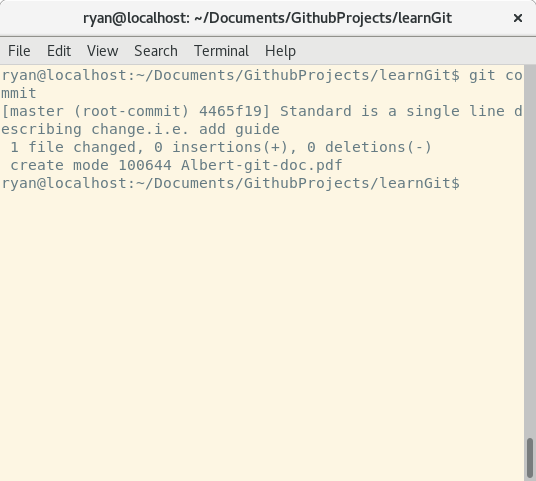 ryan@localhost: ~/Documents/GithubProjects/learnGit ×
File Edit View Search Terminal Help
ryan@localhost:~/Documents/GithubProjects/learnGit$ git co
mmit
[master (root-commit) 4465f19] Standard is a single line d
escribing change.i.e. add guide
 1 file changed, 0 insertions(+), 0 deletions(-)
 create mode 100644 Albert-git-doc.pdf
ryan@localhost:~/Documents/GithubProjects/learnGit$